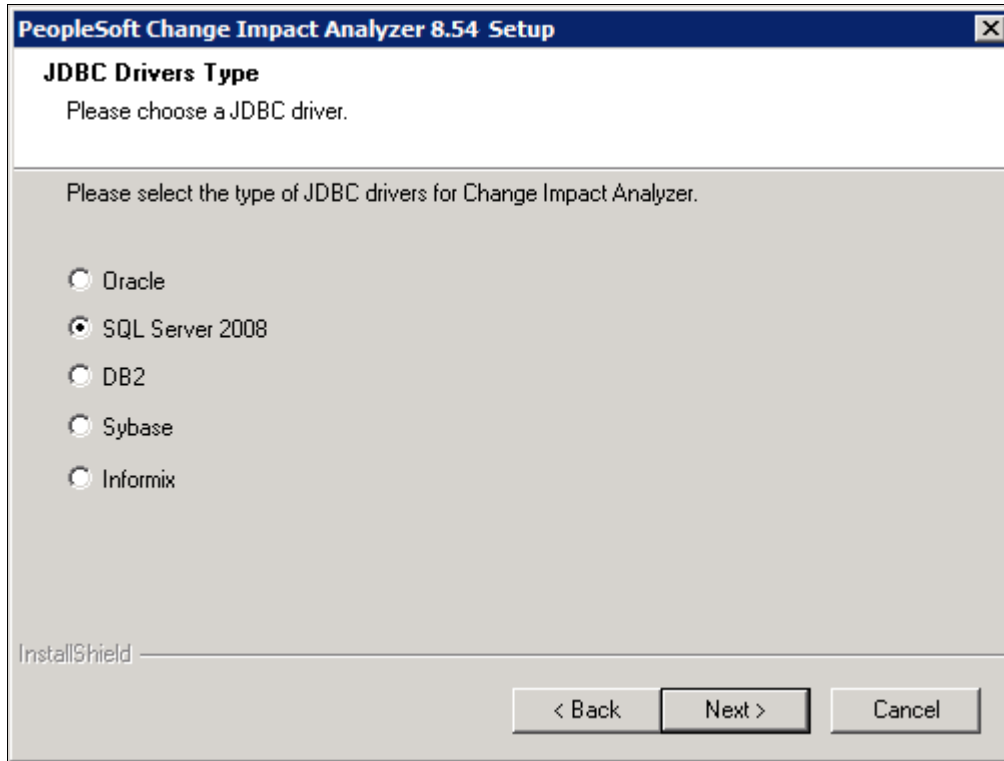 PeopleSoft Change Impact Analyzer 8.54 Setup
JDBC Drivers Type
Please choose a JDBC driver.
Please select the type of JDBC drivers for Change Impact Analyzer.
Oracle
SQL Server 2008
DB2
Sybase
Informix
InstallShield
< Back Next > Cancel